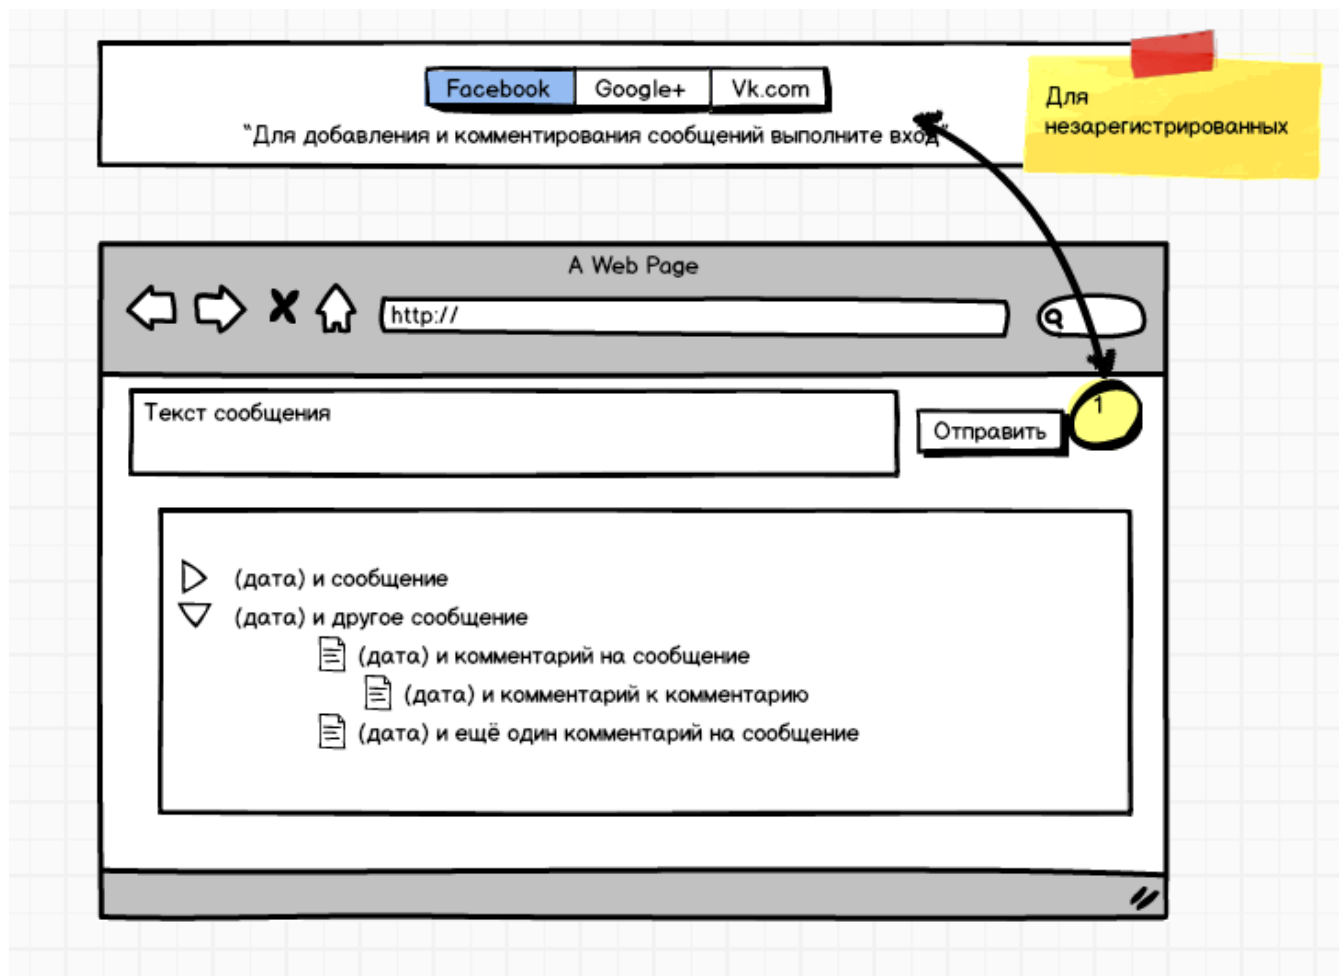 Facebook Google+ Vk.com
“Для добавления и комментирования сообщений выполните вход”
Для
незарегистрированных
A Web Page
http://
1
Текст сообщения
Отправить
(дата) и сообщение
(дата) и другое сообщение
(дата) и комментарий на сообщение
(дата) и комментарий к комментарию
(дата) и ещё один комментарий на сообщение